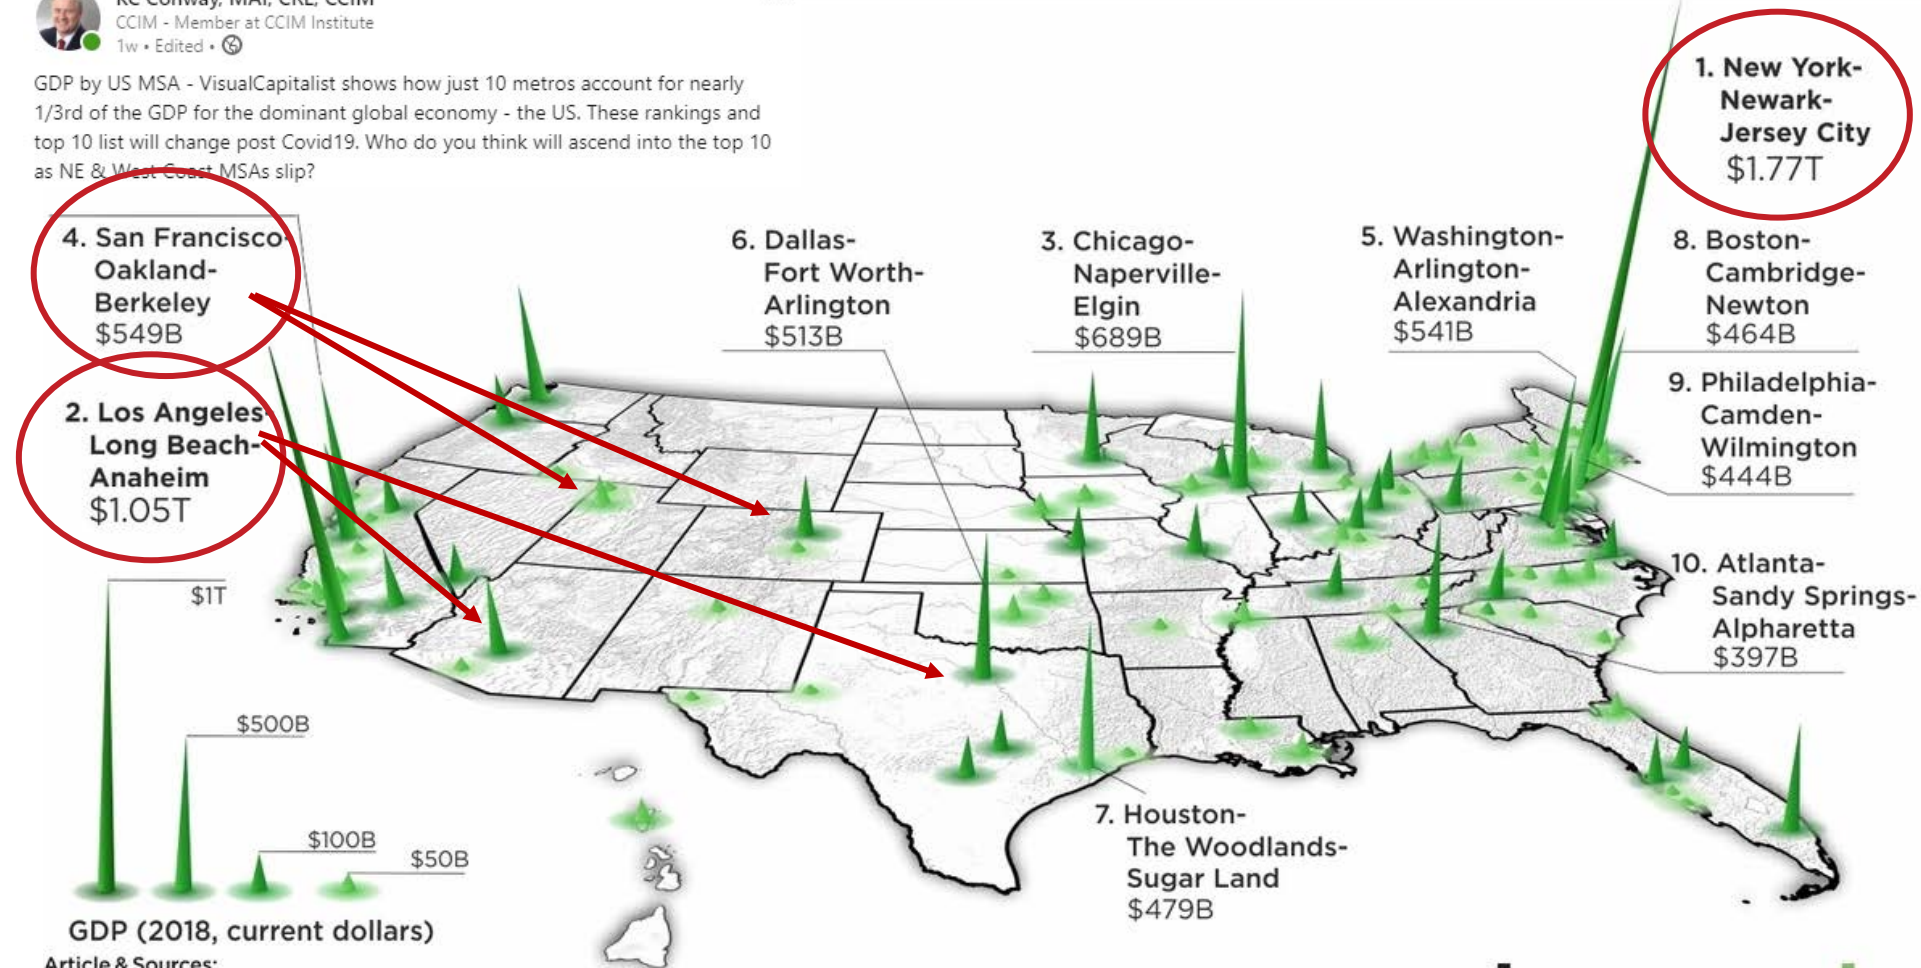 KC Conway, MAI, CRE, CCIM
CCIM - Member at CCIM Institute
1w • Edited •
GDP by US MSA - VisualCapitalist shows how just 10 metros account for nearly
1/3rd of the GDP for the dominant global economy - the US. These rankings and
top 10 list will change post Covid19. Who do you think will ascend into the top 10
as NE & West Coast MSAs slip?
1. New York-
Newark-
Jersey City
$1.77T
4. San Francisco-
Oakland-
Berkeley
$549B
6. Dallas-
Fort Worth-
Arlington
$513B
3. Chicago-
Naperville-
Elgin
$689B
5. Washington-
Arlington-
Alexandria
$541B
8. Boston-
Cambridge-
Newton
$464B
2. Los Angeles-
Long Beach-
Anaheim
$1.05T
9. Philadelphia-
Camden-
Wilmington
$444B
10. Atlanta-
Sandy Springs-
Alpharetta
$397B
7. Houston-
The Woodlands-
Sugar Land
$479B
$1T
$500B
$100B
$50B
GDP (2018, current dollars)
Article & Sources: